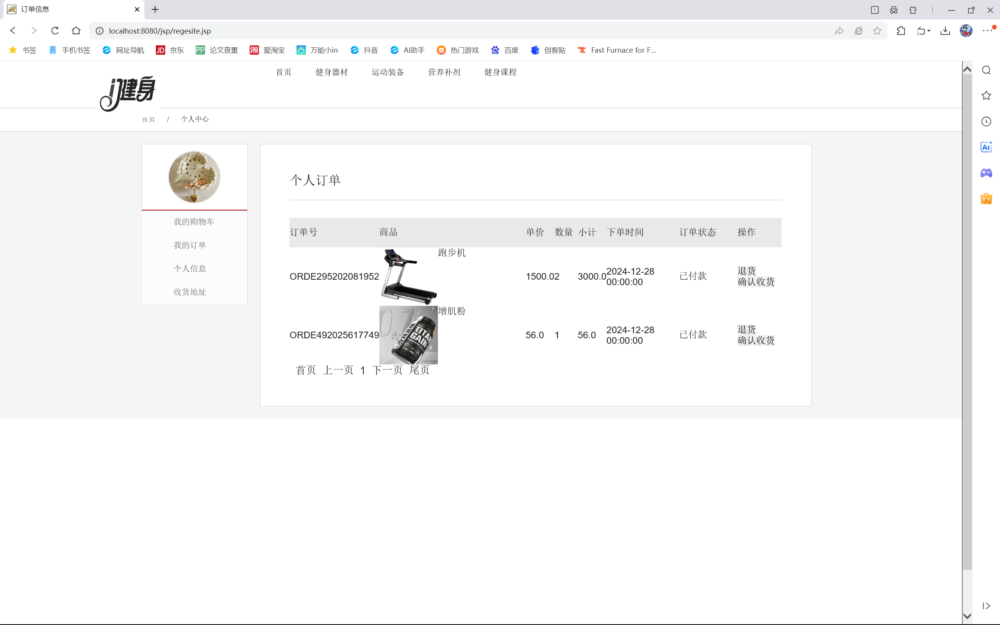 订单信息
localhost:8080/jsp/regesite.jsp
书签 手机书签 网址导航 JD 京东 PP 论文查重 淘 爱淘宝 万能小in 抖音 AI助手 热门游戏 du 百度 创客贴 Fast Furnace for F...
首页 健身器材 运动装备 营养补剂 健身课程
健身
自页 / 个人中心
AI
个人订单
我的购物车
我的订单
个人信息
收货地址
订单号 商品 单价 数量 小计 下单时间 订单状态 操作
跑步机
ORDE295202081952 1500.02 3000.0 2024-12-28 00:00:00 已付款 退货 确认收货
增肌粉
TITAN
GAIN
ORDE492025617749 56.0 1 56.0 2024-12-28 00:00:00 已付款 退货 确认收货
首页 上一页 1 下一页 尾页